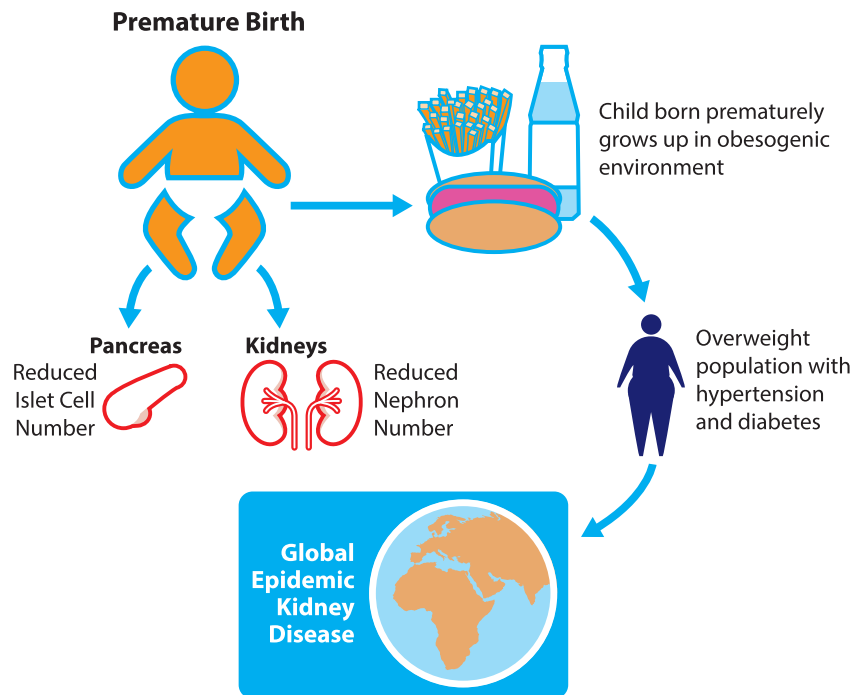 Premature Birth
Child born prematurely
grows up in obesogenic
environment
Pancreas
Reduced
Islet Cell
Number
Kidneys
Reduced
Nephron
Number
Overweight
population with
hypertension
and diabetes
Global
Epidemic
Kidney
Disease